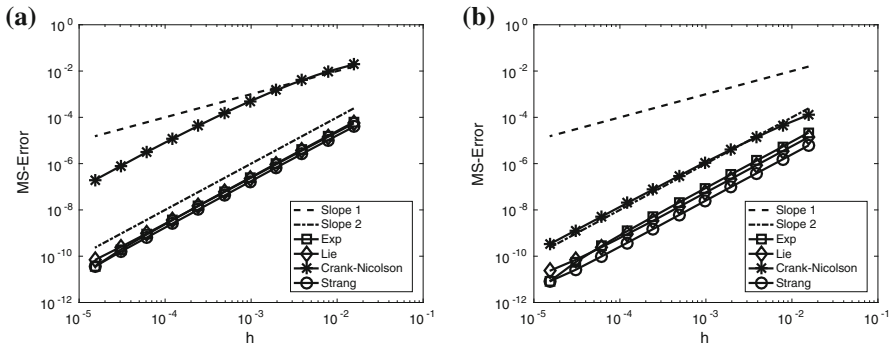 (a)
10^0
10^-2
10^-4
10^-6
10^-8
10^-10
10^-12
MS-Error
10^-5
10^-4
10^-3
10^-2
10^-1
h
Slope 1
Slope 2
Exp
Lie
Crank-Nicolson
Strang
(b)
10^0
10^-2
10^-4
10^-6
10^-8
10^-10
10^-12
MS-Error
10^-5
10^-4
10^-3
10^-2
10^-1
h
Slope 1
Slope 2
Exp
Lie
Crank-Nicolson
Strang